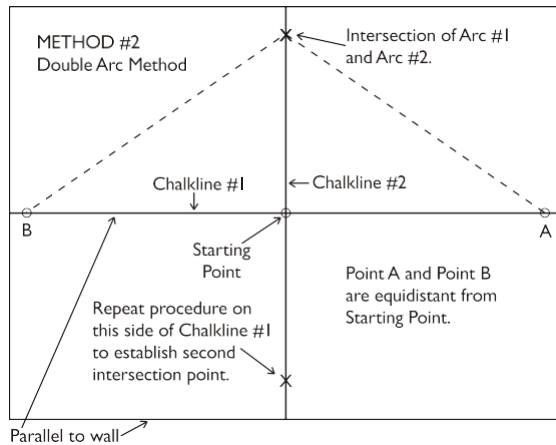 METHOD #2
Double Arc Method
Intersection of Arc #1
and Arc #2.
Chalkline #1
Chalkline #2
B
A
Starting
Point
Point A and Point B
are equidistant from
Starting Point.
Repeat procedure on
this side of Chalkline #1
to establish second
intersection point.
Parallel to wall